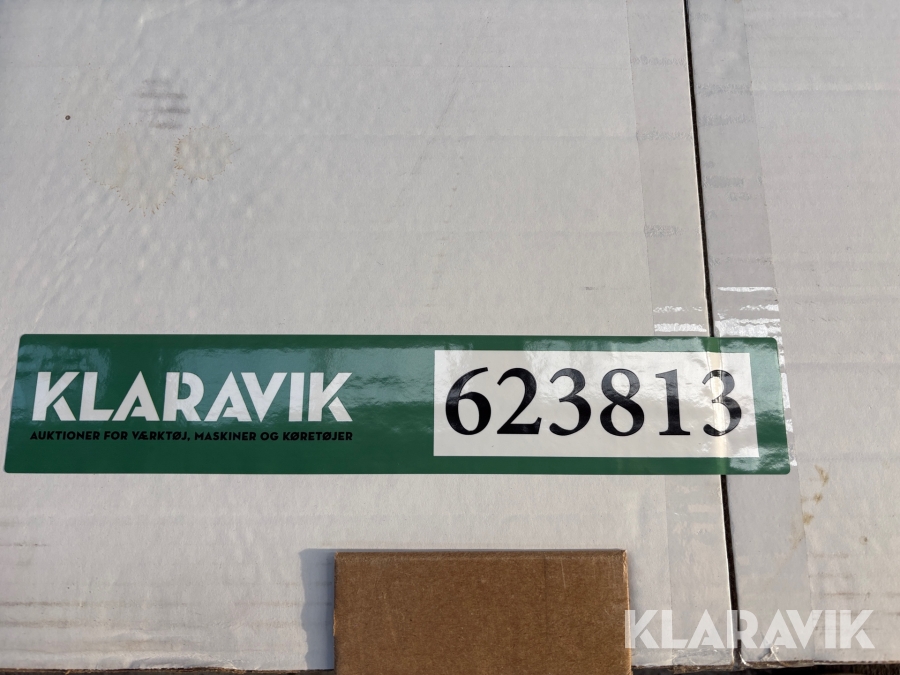 KLARAVIK
AUKTIONER FOR VÆRKTØJ, MASKINER OG KØRETØJER
623813
KLARAVIK